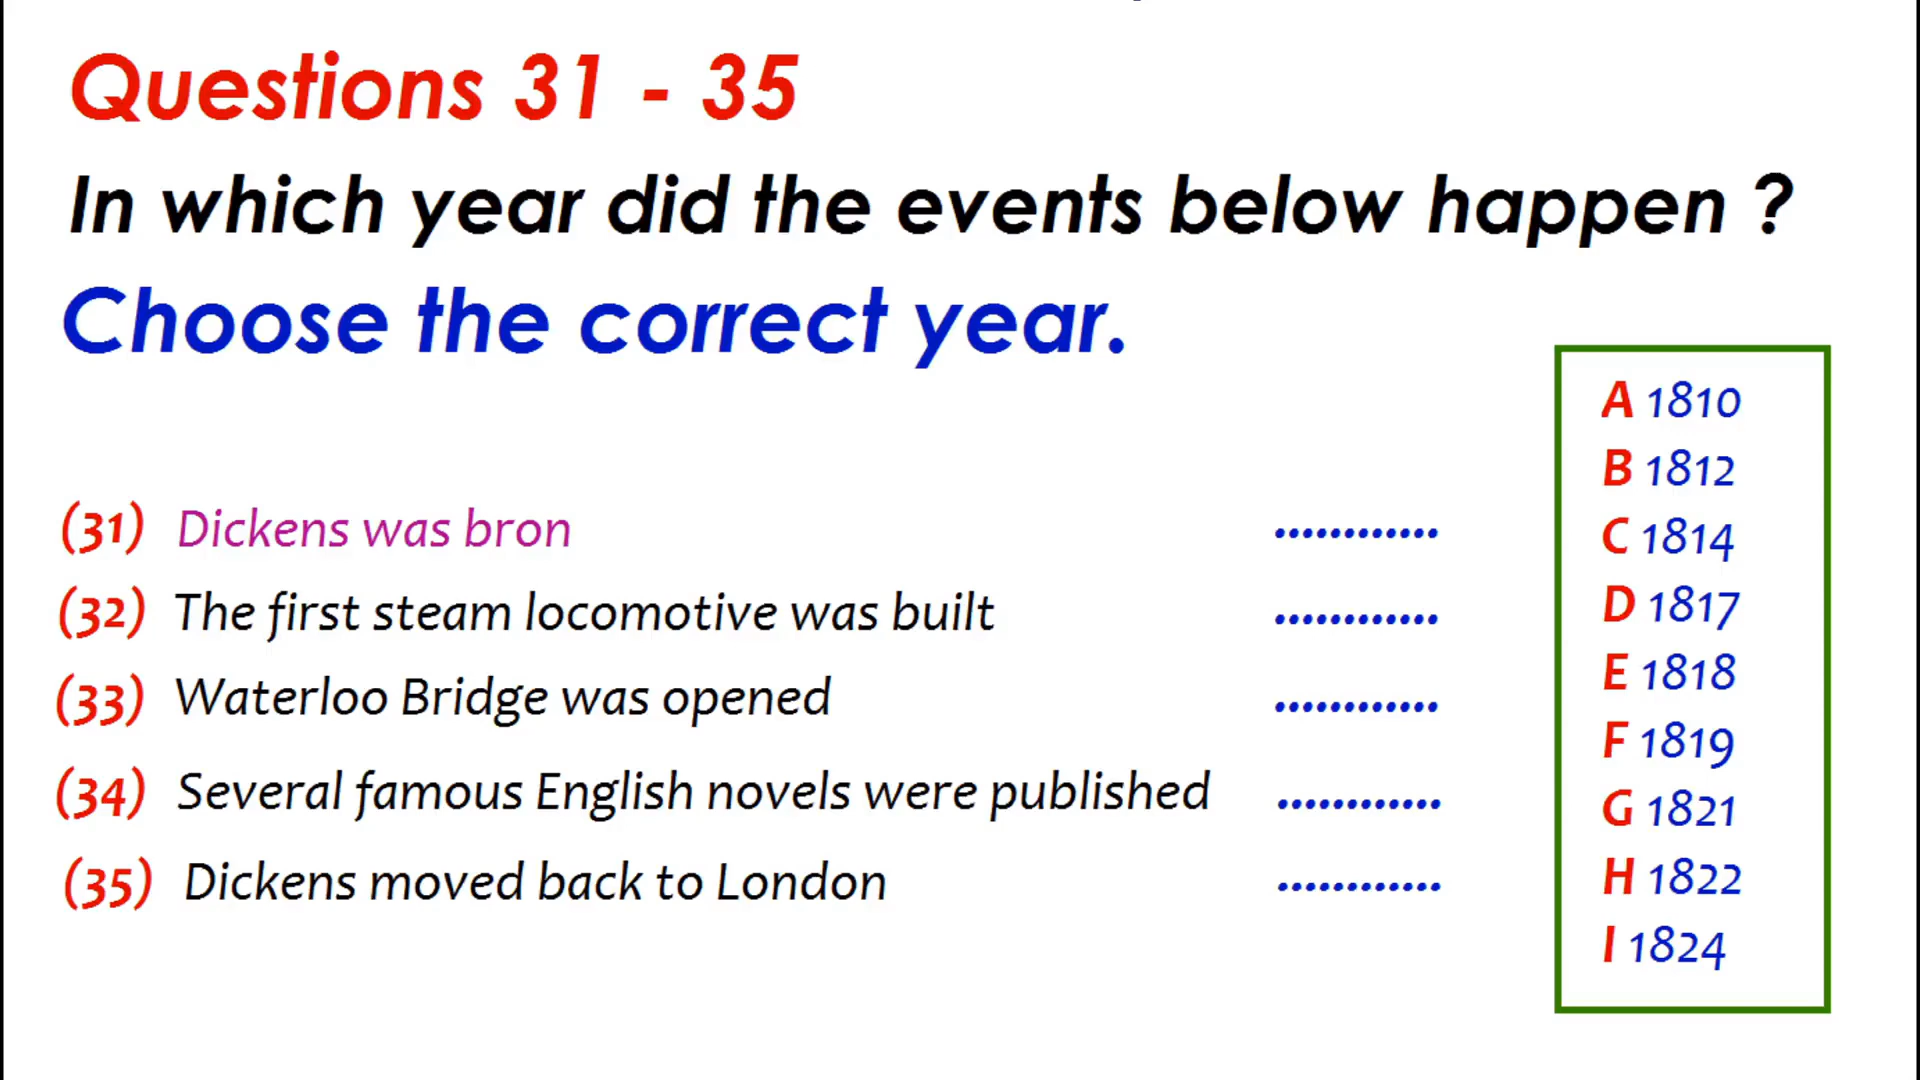 Questions 31 - 35
In which year did the events below happen ?
Choose the correct year.
(31) Dickens was bron ............
(32) The first steam locomotive was built ............
(33) Waterloo Bridge was opened ............
(34) Several famous English novels were published ............
(35) Dickens moved back to London ............
A 1810
B 1812
C 1814
D 1817
E 1818
F 1819
G 1821
H 1822
I 1824